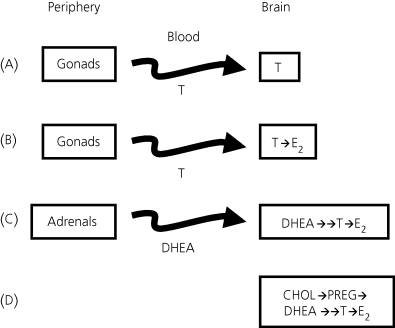 Periphery Brain
Blood
(A) Gonads T
T
(B) Gonads T→E2
T
(C) Adrenals DHEA→→T→E2
DHEA
(D) CHOL→PREG→
DHEA→→T→E2